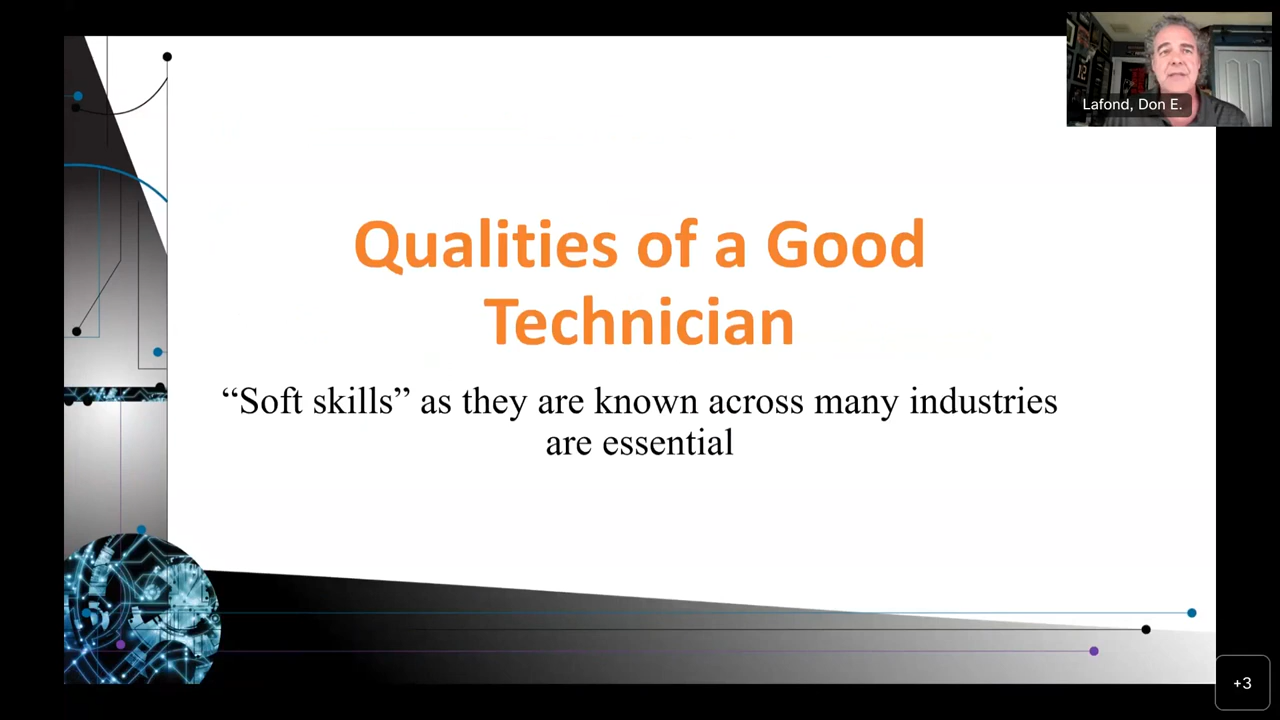 Lafond, Don E.
Qualities of a Good
Technician
“Soft skills” as they are known across many industries
are essential
+3